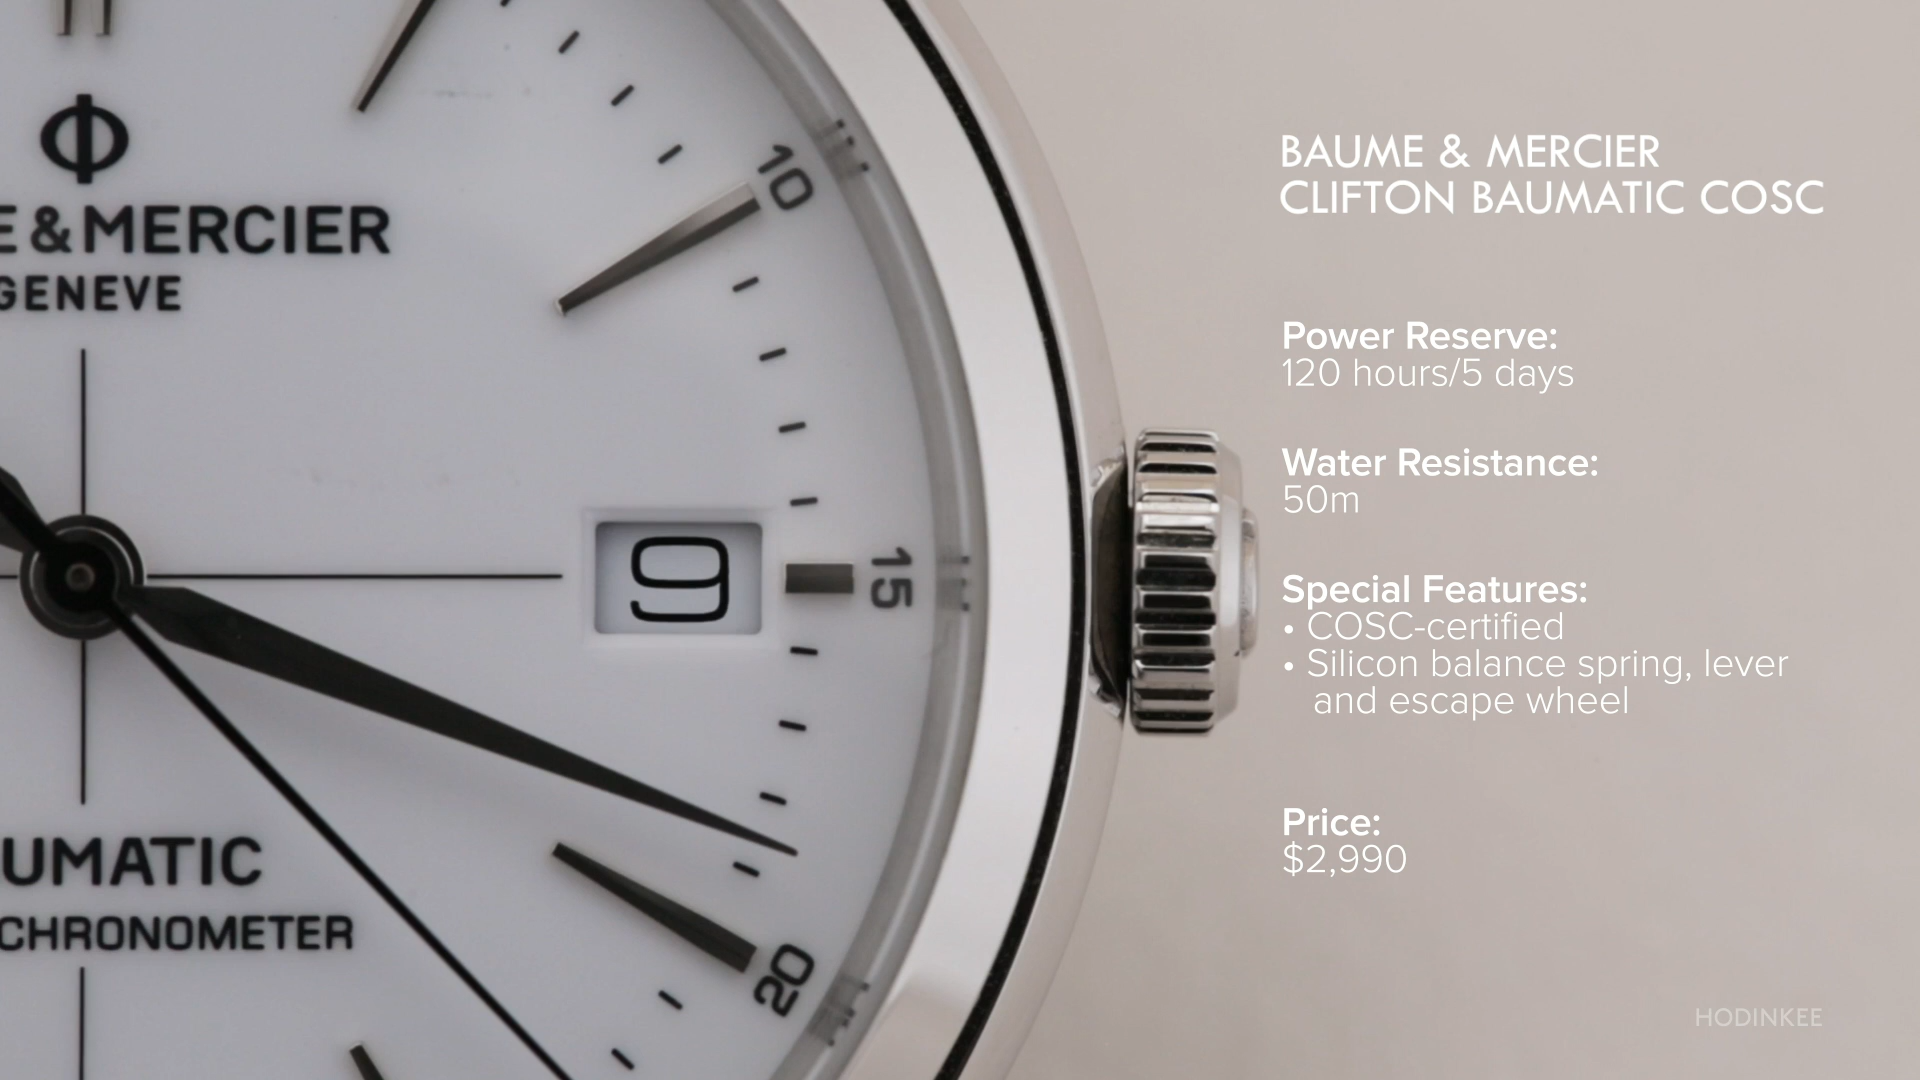 10
E & MERCIER
GENEVE
9
15
UMATIC
CHRONOMETER
20
BAUME & MERCIER
CLIFTON BAUMATIC COSC
Power Reserve:
120 hours/5 days
Water Resistance:
50m
Special Features:
• COSC-certified
• Silicon balance spring, lever
and escape wheel
Price:
$2,990
HODINKEE